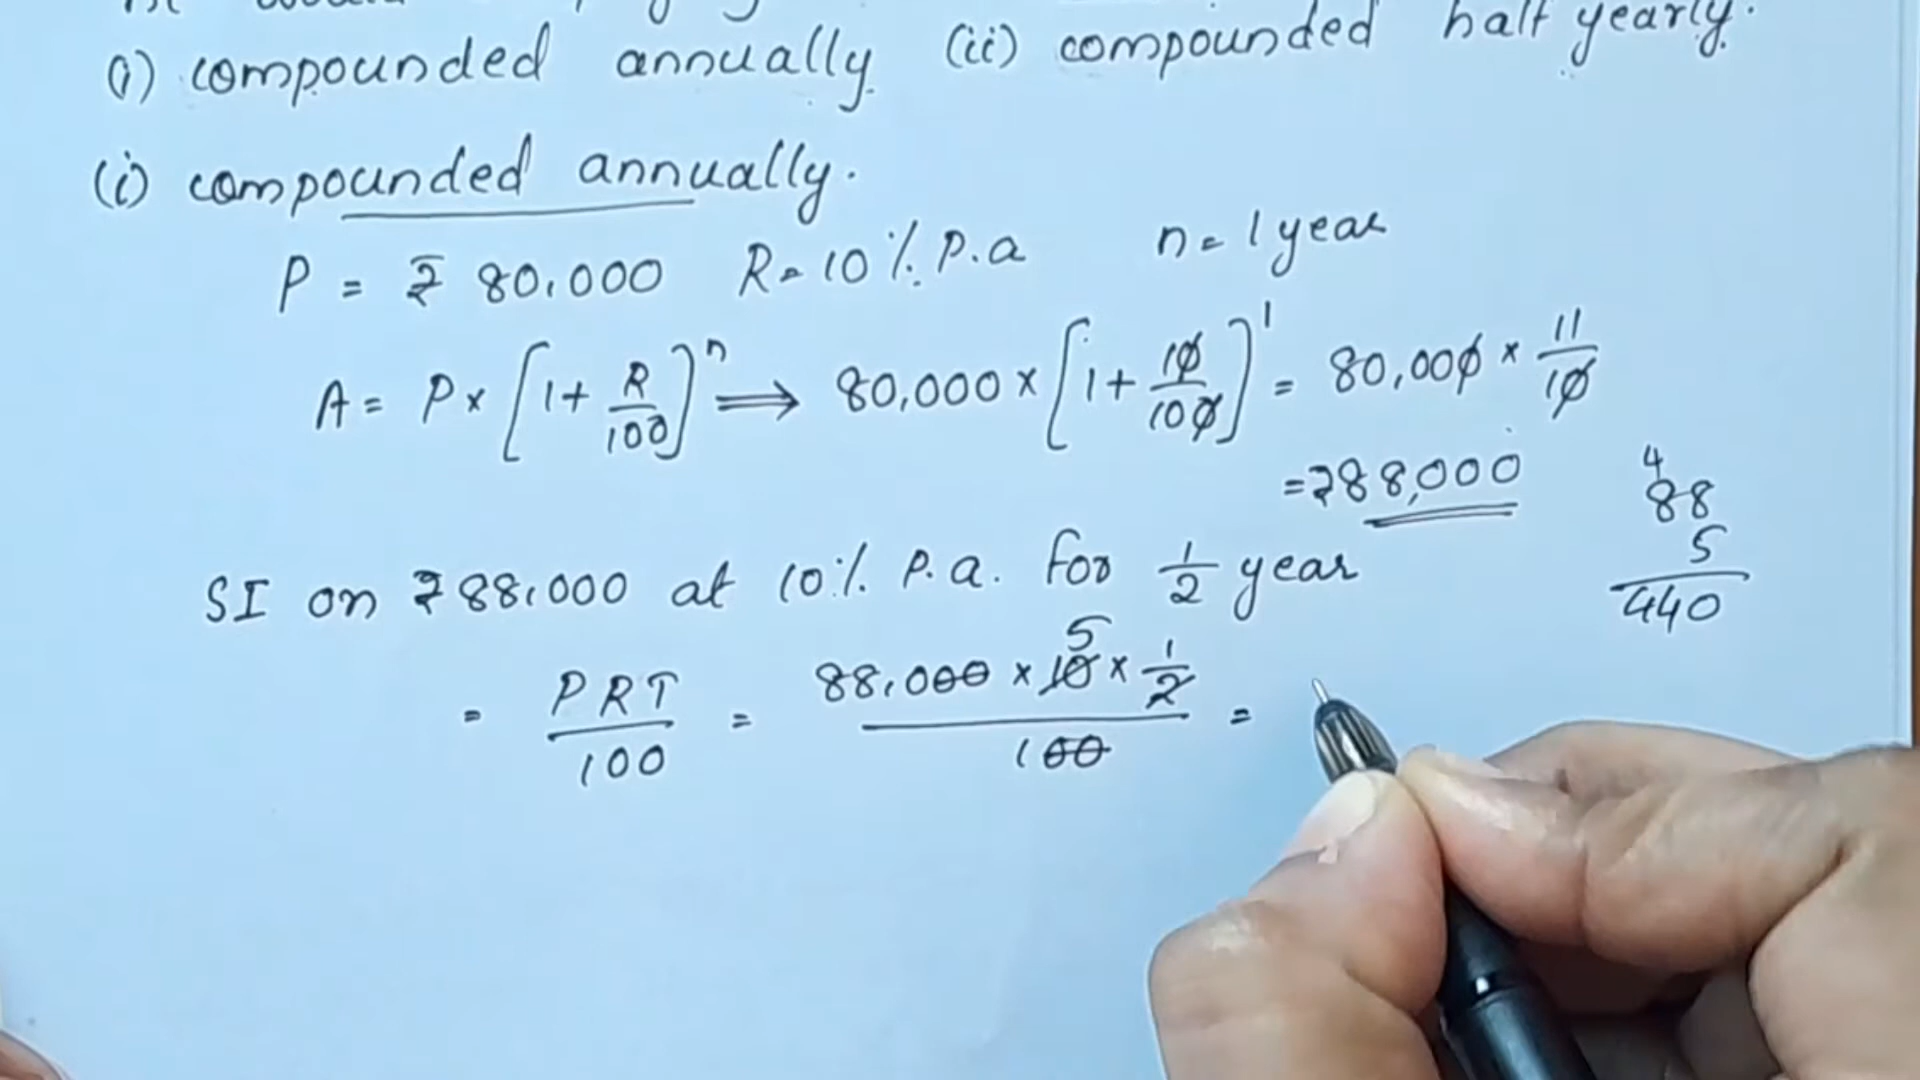 (i) compounded annually. (ii) compounded half yearly.
(i) compounded annually.
P = ₹ 80,000 R = 10 % P.a n = 1 year
A = P x [1 + R/100]^n ⟹ 80,000 x [1 + 10/100]^1 = 80,000 x 11/10
= ₹88,000
4
88
5
440
SI on ₹88,000 at 10% P.a. for 1/2 year
5
= PRT/100 = 88,000 x 10 x 1/2 / 100 =